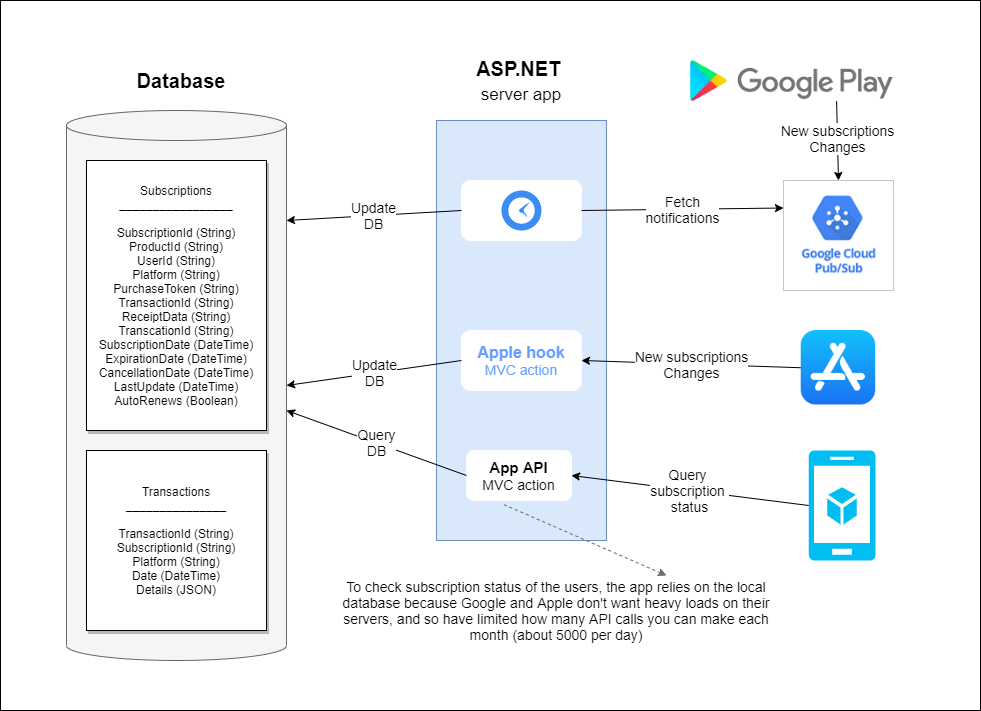 Database
Subscriptions
_________________
SubscriptionId (String)
ProductId (String)
UserId (String)
Platform (String)
PurchaseToken (String)
TransactionId (String)
ReceiptData (String)
TranscationId (String)
SubscriptionDate (DateTime)
ExpirationDate (DateTime)
CancellationDate (DateTime)
LastUpdate (DateTime)
AutoRenews (Boolean)
Transactions
_______________
TransactionId (String)
SubscriptionId (String)
Platform (String)
Date (DateTime)
Details (JSON)
Update
DB
Update
DB
Query
DB
ASP.NET
server app
Apple hook
MVC action
App API
MVC action
Fetch
notifications
New subscriptions
Changes
Query
subscription
status
Google Play
New subscriptions
Changes
Google Cloud
Pub/Sub
To check subscription status of the users, the app relies on the local
database because Google and Apple don't want heavy loads on their
servers, and so have limited how many API calls you can make each
month (about 5000 per day)